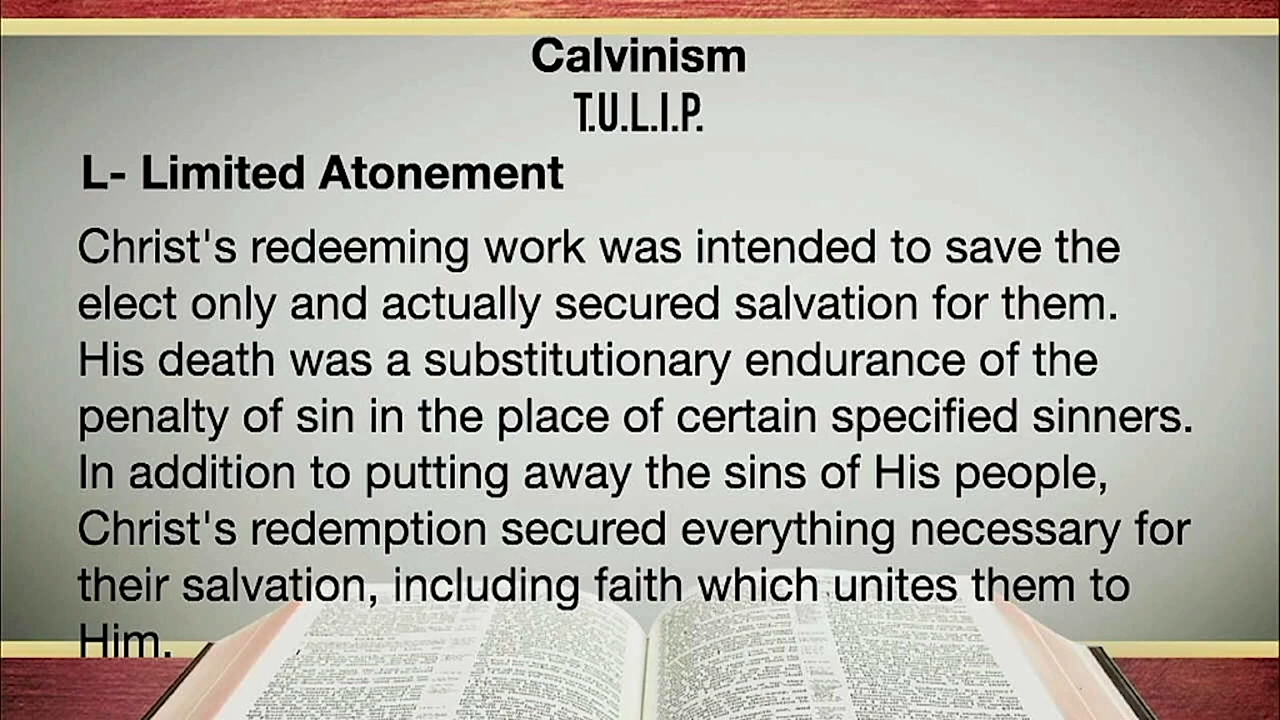 Calvinism
T.U.L.I.P.
L- Limited Atonement
Christ's redeeming work was intended to save the
elect only and actually secured salvation for them.
His death was a substitutionary endurance of the
penalty of sin in the place of certain specified sinners.
In addition to putting away the sins of His people,
Christ's redemption secured everything necessary for
their salvation, including faith which unites them to
Him.